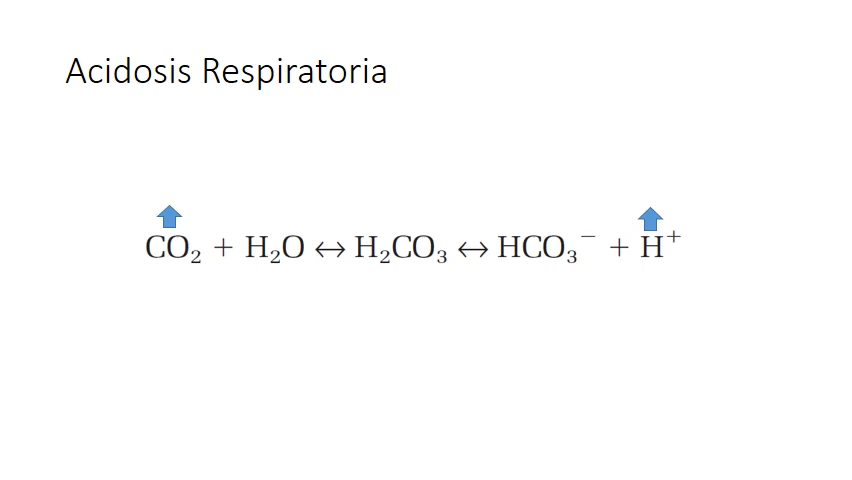 Acidosis Respiratoria
CO₂ + H₂O ↔ H₂CO₃ ↔ HCO₃⁻ + H⁺